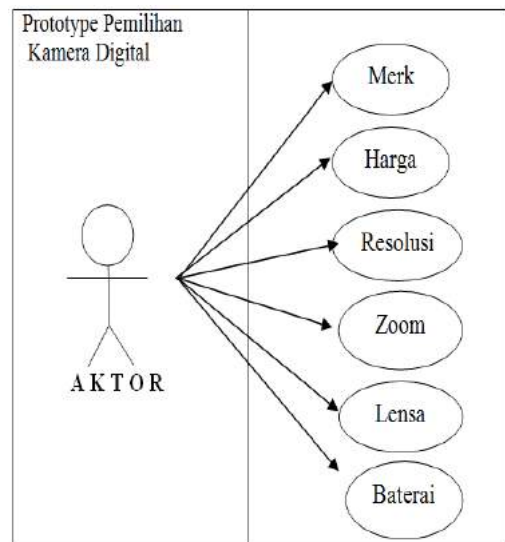 Prototype Pemilihan
Kamera Digital
Merk
Harga
Resolusi
Zoom
Lensa
Baterai
A K T O R